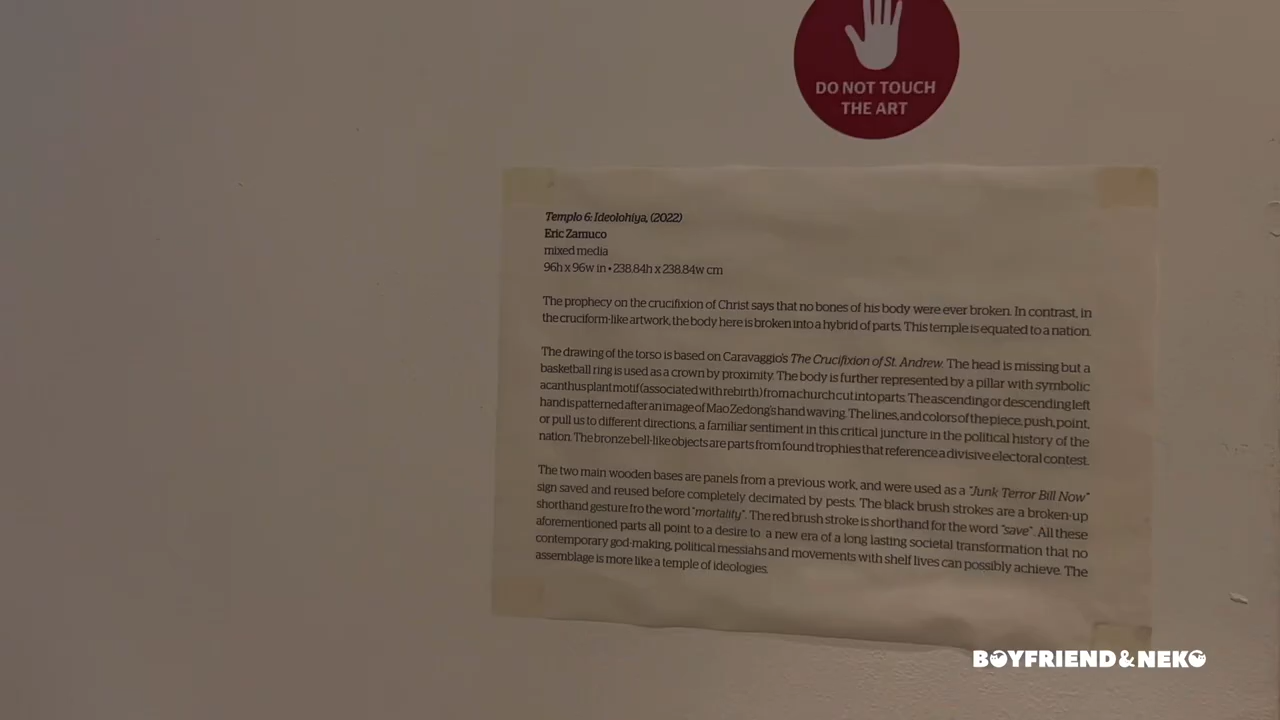 DO NOT TOUCH
THE ART
Templo 6: Ideolohiya, (2022)
Eric Zamuco
mixed media
96h x 96w in • 238.84h x 238.84w cm
The prophecy on the crucifixion of Christ says that no bones of his body were ever broken. In contrast, in
the cruciform-like artwork, the body here is broken into a hybrid of parts. This temple is equated to a nation.
The drawing of the torso is based on Caravaggio's The Crucifixion of St. Andrew. The head is missing but a
basketball ring is used as a crown by proximity. The body is further represented by a pillar with symbolic
acanthus plant motif (associated with rebirth) from a church cut into parts. The ascending or descending left
hand is patterned after an image of Mao Zedong's hand waving. The lines, and colors of the piece, push, point,
or pull us to different directions, a familiar sentiment in this critical juncture in the political history of the
nation. The bronze bell-like objects are parts from found trophies that reference a divisive electoral contest.
The two main wooden bases are panels from a previous work, and were used as a "Junk Terror Bill Now"
sign saved and reused before completely decimated by pests. The black brush strokes are a broken-up
shorthand gesture fro the word "mortality". The red brush stroke is shorthand for the word "save". All these
aforementioned parts all point to a desire to a new era of a long lasting societal transformation that no
contemporary god-making, political messiahs and movements with shelf lives can possibly achieve. The
assemblage is more like a temple of ideologies.
BOYFRIEND & NEKO